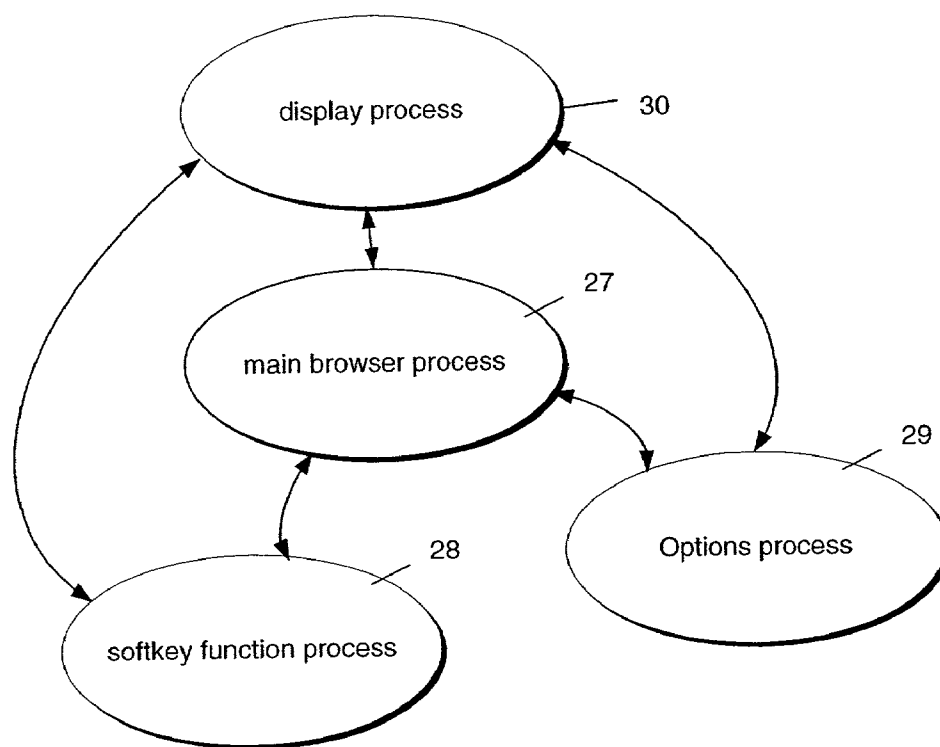 display process
30
27
main browser process
29
Options process
28
softkey function process